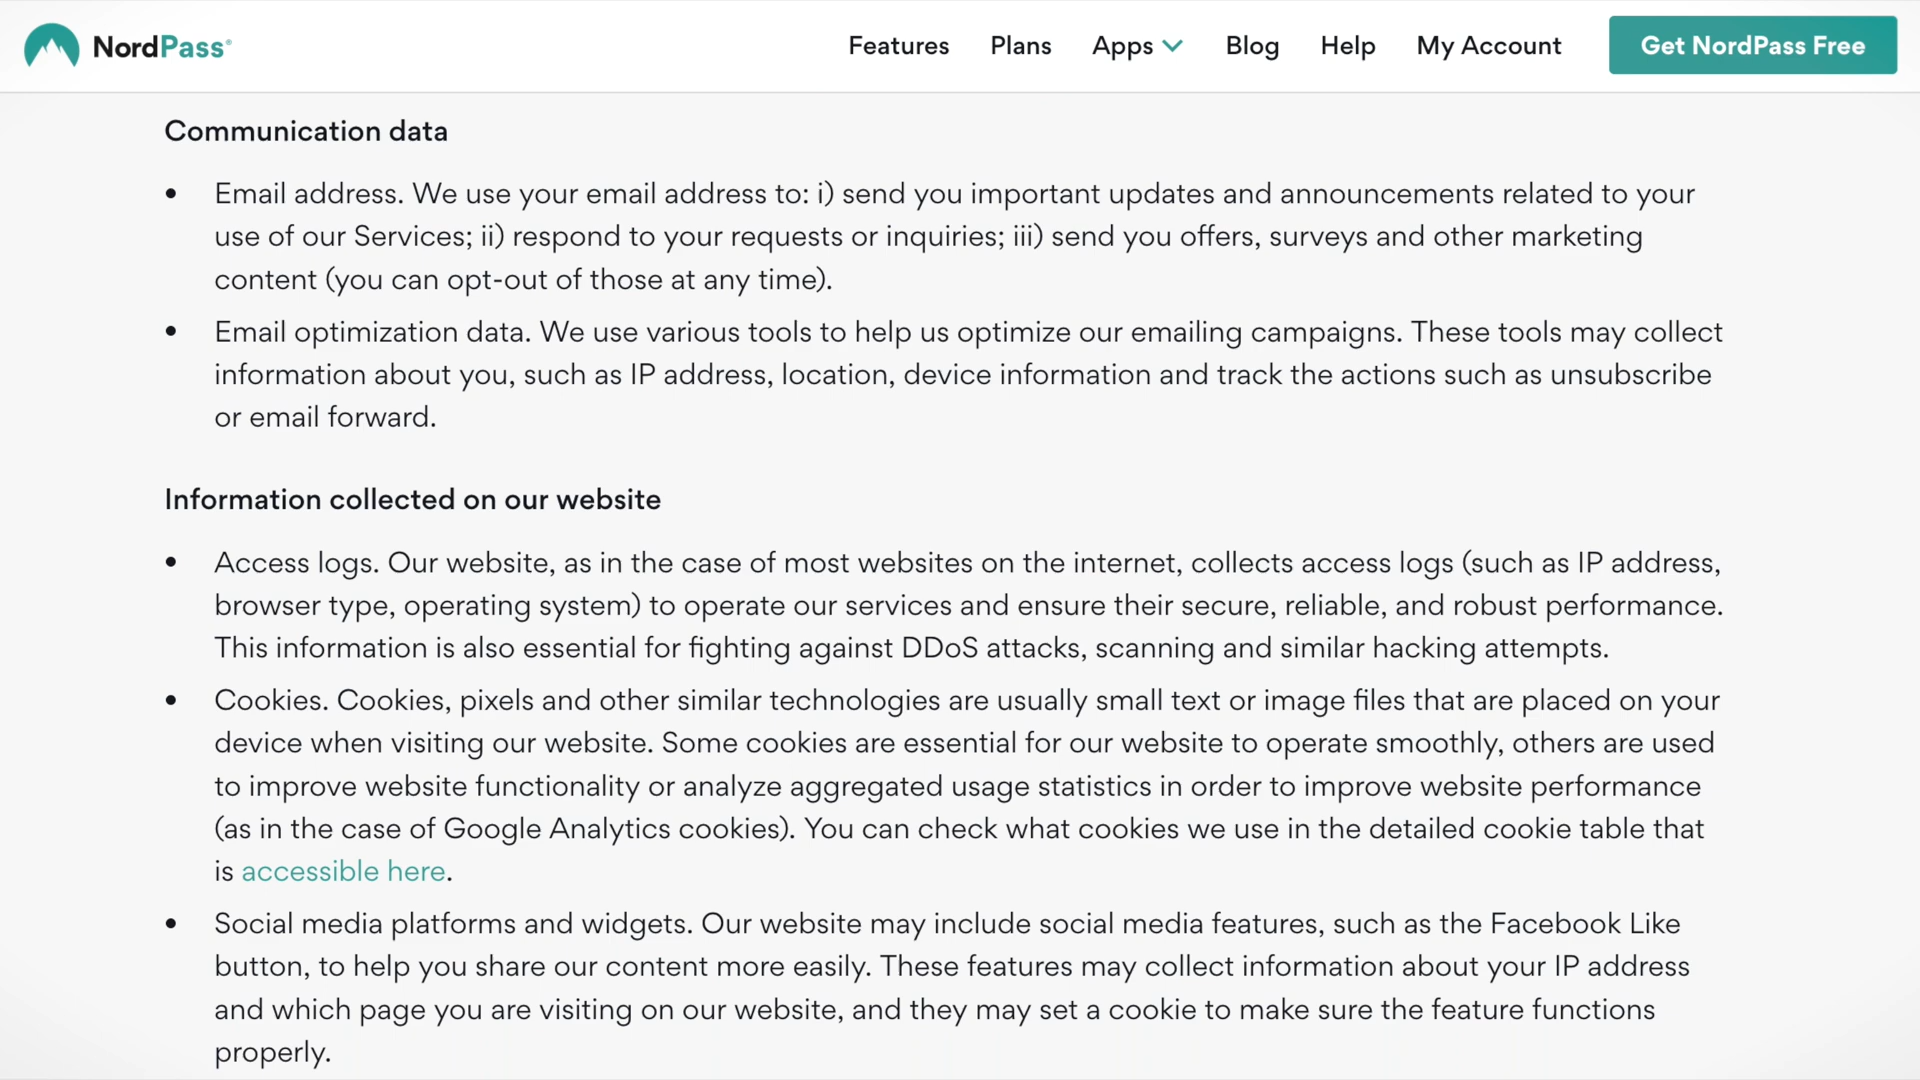 NordPass®
Features
Plans
Apps
Blog
Help
My Account
Get NordPass Free
Communication data
• Email address. We use your email address to: i) send you important updates and announcements related to your
use of our Services; ii) respond to your requests or inquiries; iii) send you offers, surveys and other marketing
content (you can opt-out of those at any time).
• Email optimization data. We use various tools to help us optimize our emailing campaigns. These tools may collect
information about you, such as IP address, location, device information and track the actions such as unsubscribe
or email forward.
Information collected on our website
• Access logs. Our website, as in the case of most websites on the internet, collects access logs (such as IP address,
browser type, operating system) to operate our services and ensure their secure, reliable, and robust performance.
This information is also essential for fighting against DDoS attacks, scanning and similar hacking attempts.
• Cookies. Cookies, pixels and other similar technologies are usually small text or image files that are placed on your
device when visiting our website. Some cookies are essential for our website to operate smoothly, others are used
to improve website functionality or analyze aggregated usage statistics in order to improve website performance
(as in the case of Google Analytics cookies). You can check what cookies we use in the detailed cookie table that
is accessible here.
• Social media platforms and widgets. Our website may include social media features, such as the Facebook Like
button, to help you share our content more easily. These features may collect information about your IP address
and which page you are visiting on our website, and they may set a cookie to make sure the feature functions
properly.